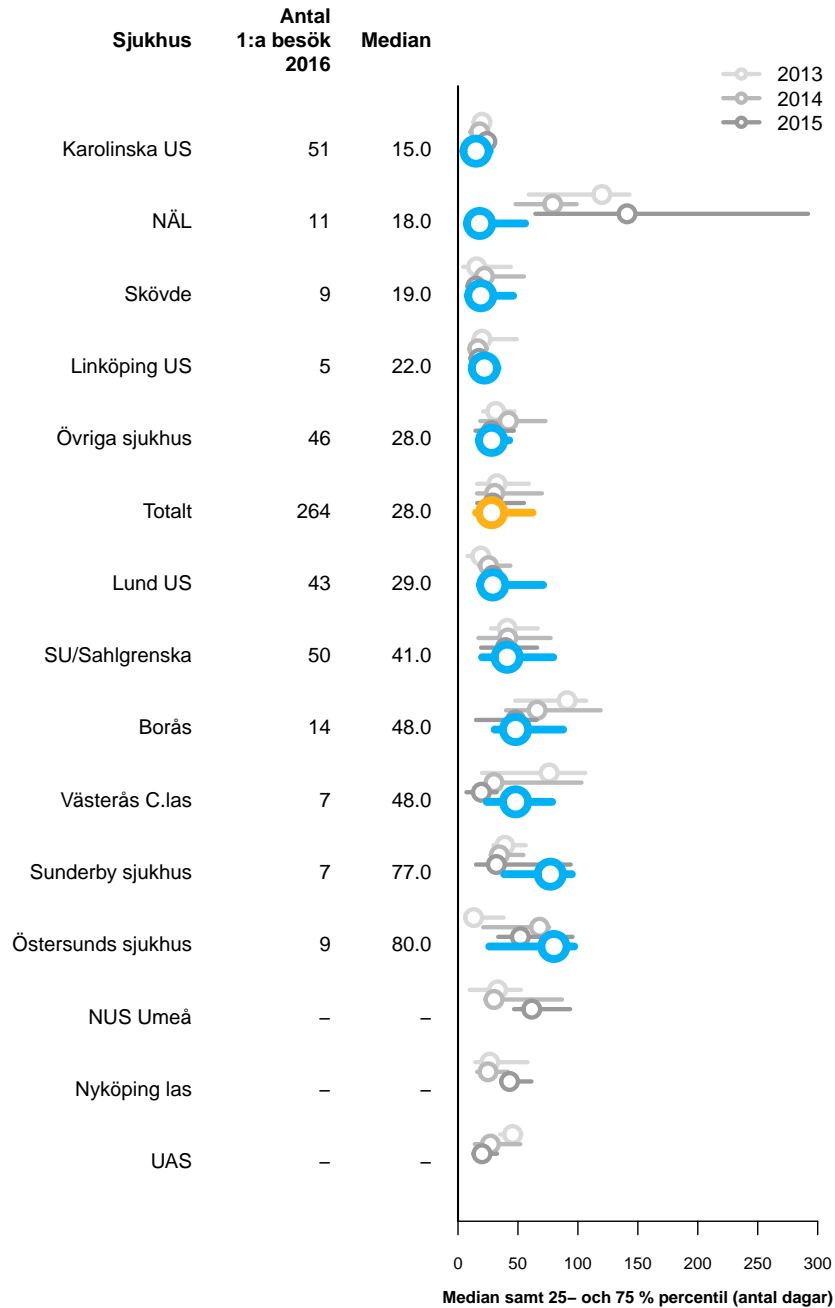 Antal
Sjukhus 1:a besök Median
2016
2013
2014
2015
Karolinska US 51 15.0
NÄL 11 18.0
Skövde 9 19.0
Linköping US 5 22.0
Övriga sjukhus 46 28.0
Totalt 264 28.0
Lund US 43 29.0
SU/Sahlgrenska 50 41.0
Borås 14 48.0
Västerås C.las 7 48.0
Sunderby sjukhus 7 77.0
Östersunds sjukhus 9 80.0
NUS Umeå – –
Nyköping las – –
UAS – –
0 50 100 150 200 250 300
Median samt 25– och 75 % percentil (antal dagar)